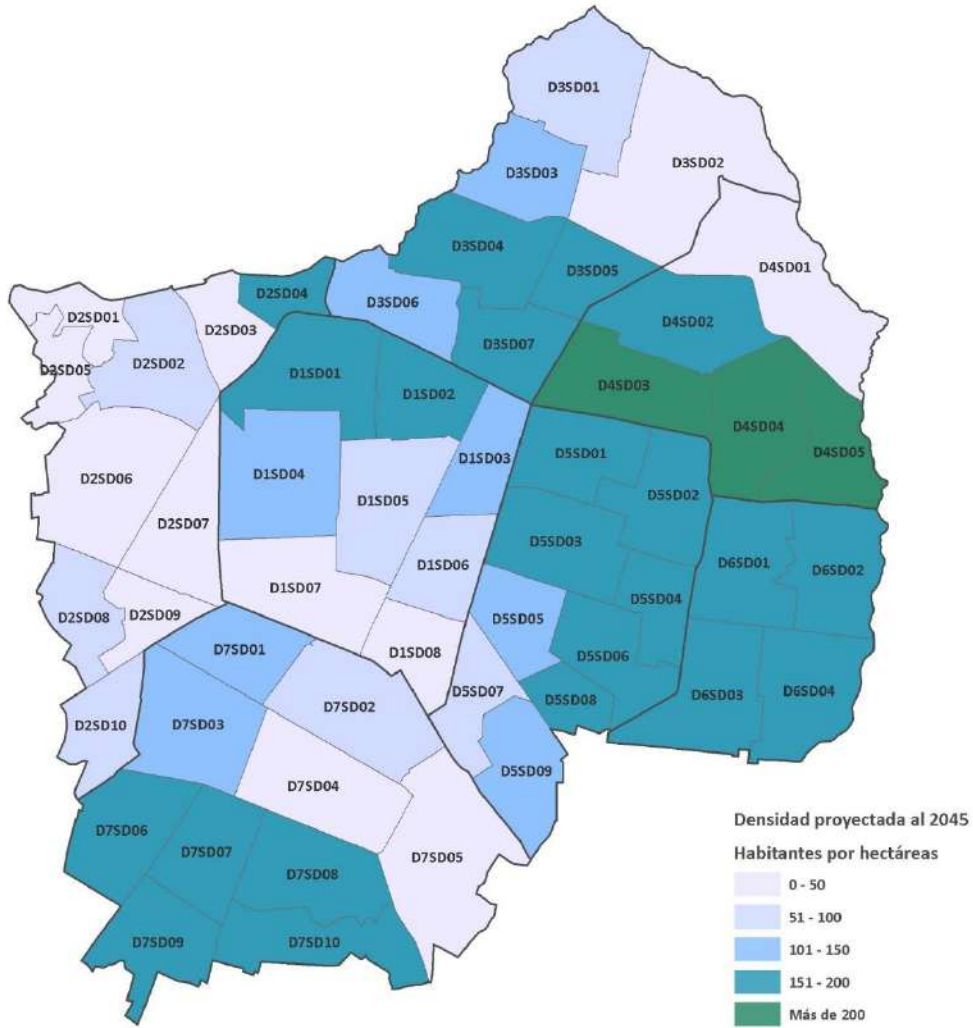 D3SD01
D3SD02
D3SD03
D3SD04
D4SD01
D3SD05
D2SD04
D3SD06
D2SD01
D4SD02
D2SD03
D3SD07
D2SD02
D2SD05
D1SD01
D4SD03
D1SD02
D4SD04
D4SD05
D5SD01
D1SD03
D1SD04
D2SD06
D5SD02
D1SD05
D2SD07
D5SD03
D6SD01
D1SD06
D6SD02
D1SD07
D5SD04
D2SD09
D2SD08
D5SD05
D7SD01
D1SD08
D5SD06
D5SD07
D6SD04
D6SD03
D5SD08
D7SD02
D2SD10
D7SD03
D5SD09
D7SD04
D7SD06
D7SD07
D7SD05
D7SD08
D7SD09
D7SD10
Densidad proyectada al 2045
Habitantes por hectáreas
0 - 50
51 - 100
101 - 150
151 - 200
Más de 200